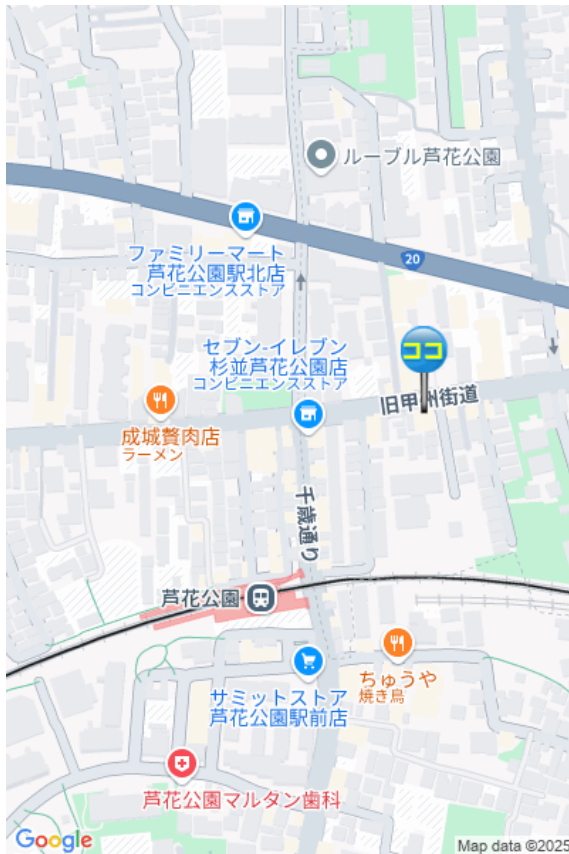 ルーブル芦花公園
ファミリーマート
芦花公園駅北店
コンビニエンスストア
20
セブン-イレブン
杉並芦花公園店
コンビニエンスストア
ココ
旧甲州街道
成城贅肉店
ラーメン
千歳通り
芦花公園
ちゅうや
焼き鳥
サミットストア
芦花公園駅前店
芦花公園マルタン歯科
Google
Map data ©2025